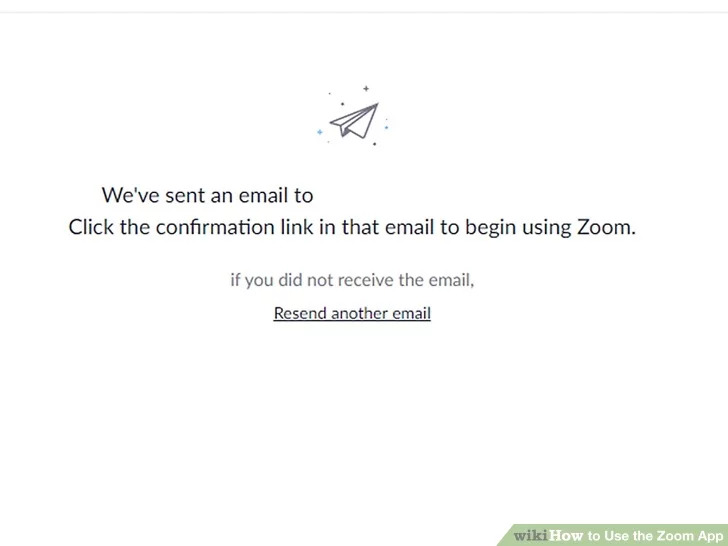 We've sent an email to
Click the confirmation link in that email to begin using Zoom.
if you did not receive the email,
Resend another email
wikiHow to Use the Zoom App